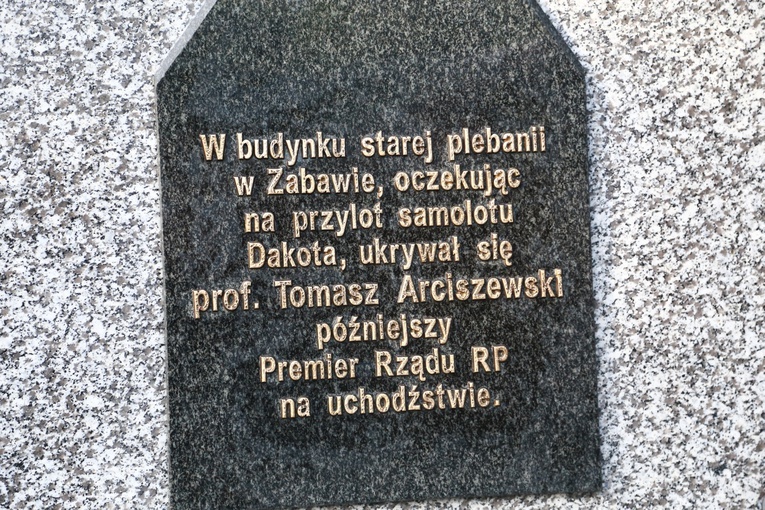 W budynku starej plebanii
w Zabawie, oczekując
na przylot samolotu
Dakota, ukrywał się
prof. Tomasz Arciszewski
późniejszy
Premier Rządu RP
na uchodźstwie.